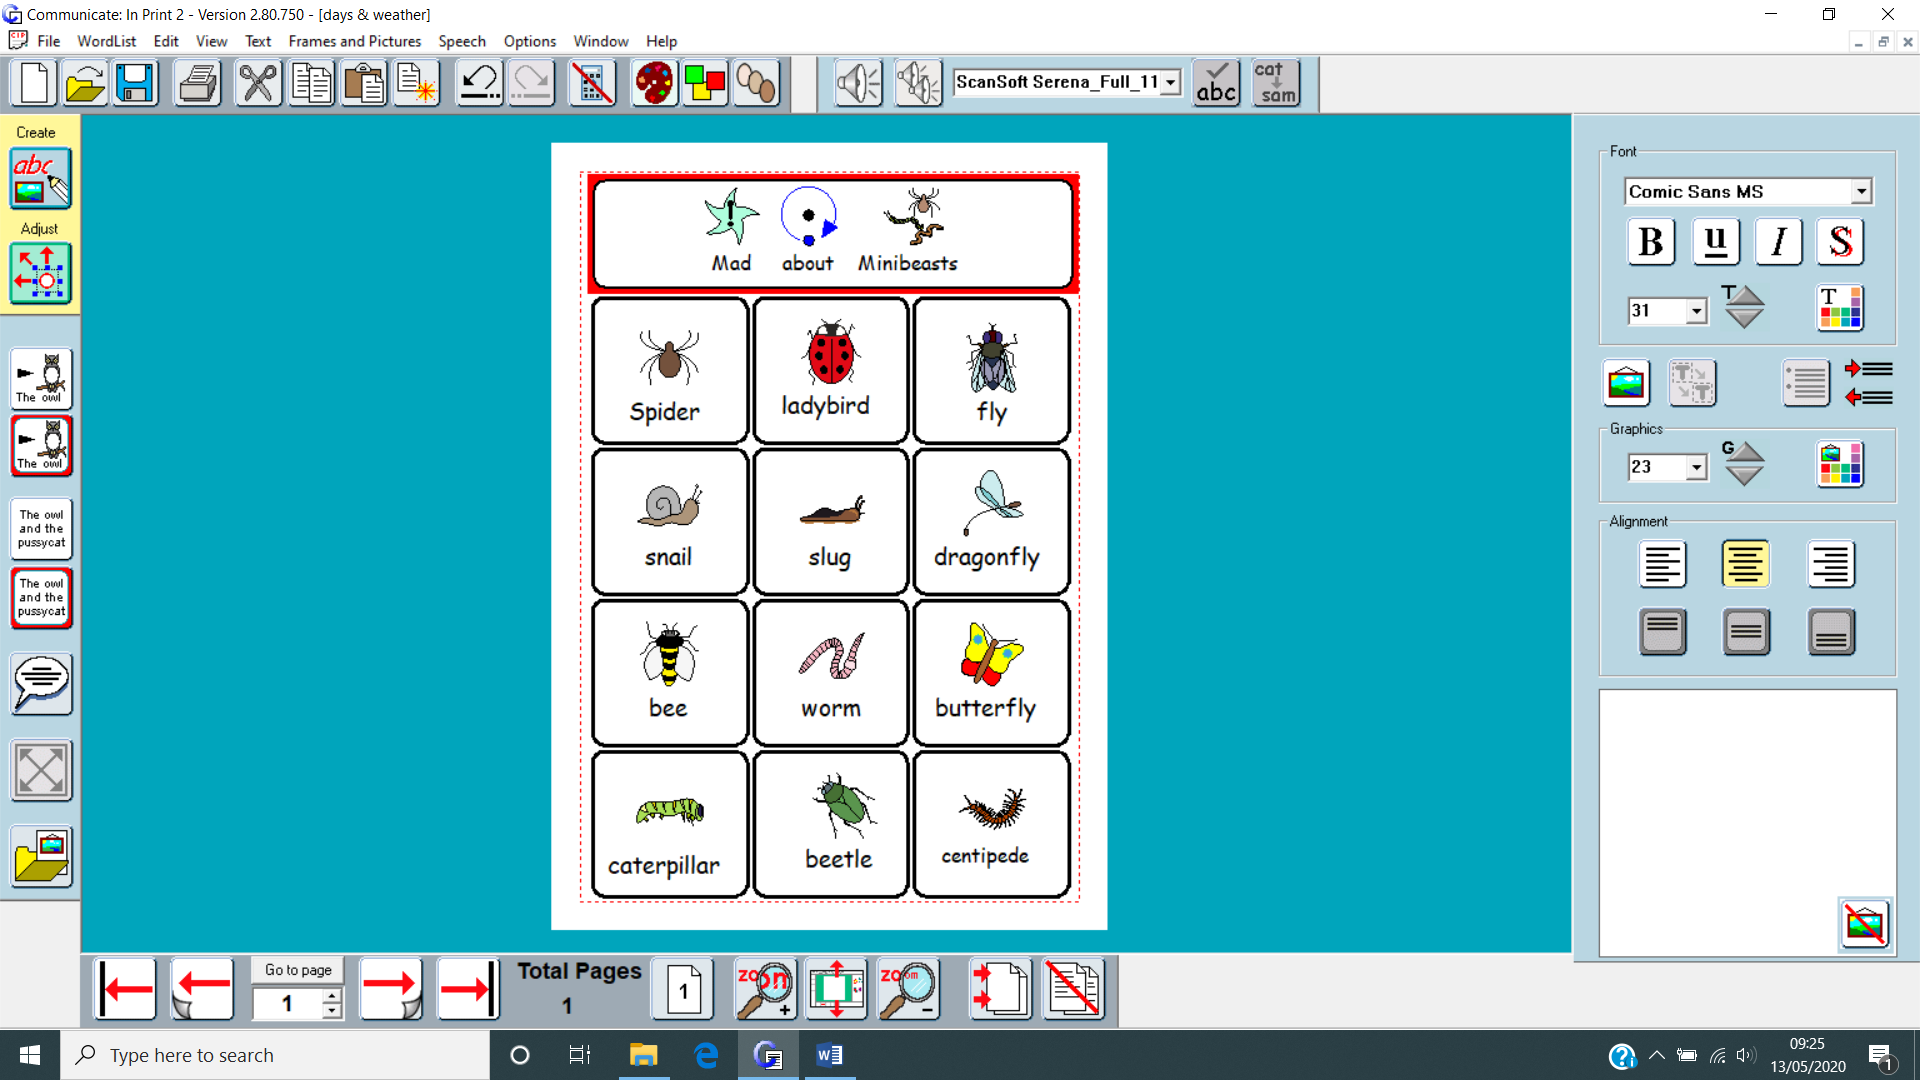 Communicate: In Print 2 - Version 2.80.750 - [days & weather]
File WordList Edit View Text Frames and Pictures Speech Options Window Help
ScanSoft Serena_Full_11
abc
cat
sam
Create
abc
Adjust
The owl
The owl
The owl
and the
pussycat
The owl
and the
pussycat
Mad about Minibeasts
Spider ladybird fly
snail slug dragonfly
bee worm butterfly
caterpillar beetle centipede
Font
Comic Sans MS
B u I S
31
T
T
T
T
Graphics
23
G
Alignment
Go to page
1
Total Pages
1
1
zoom
+
zoom
-
Type here to search
09:25
13/05/2020
1